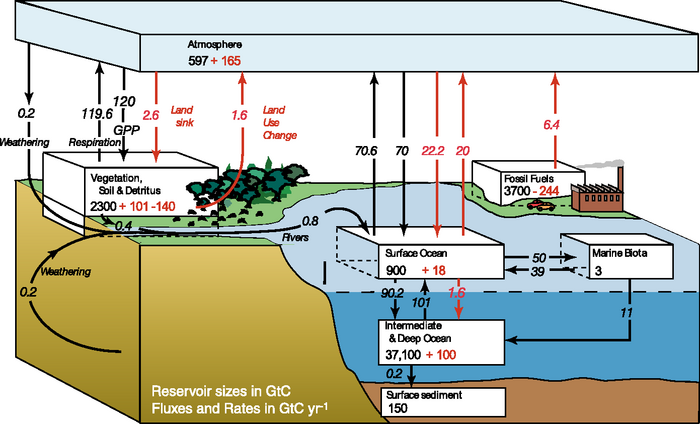 Atmosphere
597 + 165
0.2
Weathering
119.6
Respiration
120
GPP
2.6
Land
sink
1.6
Land
Use
Change
70.6
70
22.2
20
6.4
Vegetation,
Soil & Detritus
2300 + 101 -140
Fossil Fuels
3700 - 244
0.4
0.8
Rivers
Weathering
0.2
Surface Ocean
900 + 18
50
39
Marine Biota
3
90.2
101
1.6
11
Intermediate
& Deep Ocean
37,100 + 100
0.2
Surface sediment
150
Reservoir sizes in GtC
Fluxes and Rates in GtC yr-1